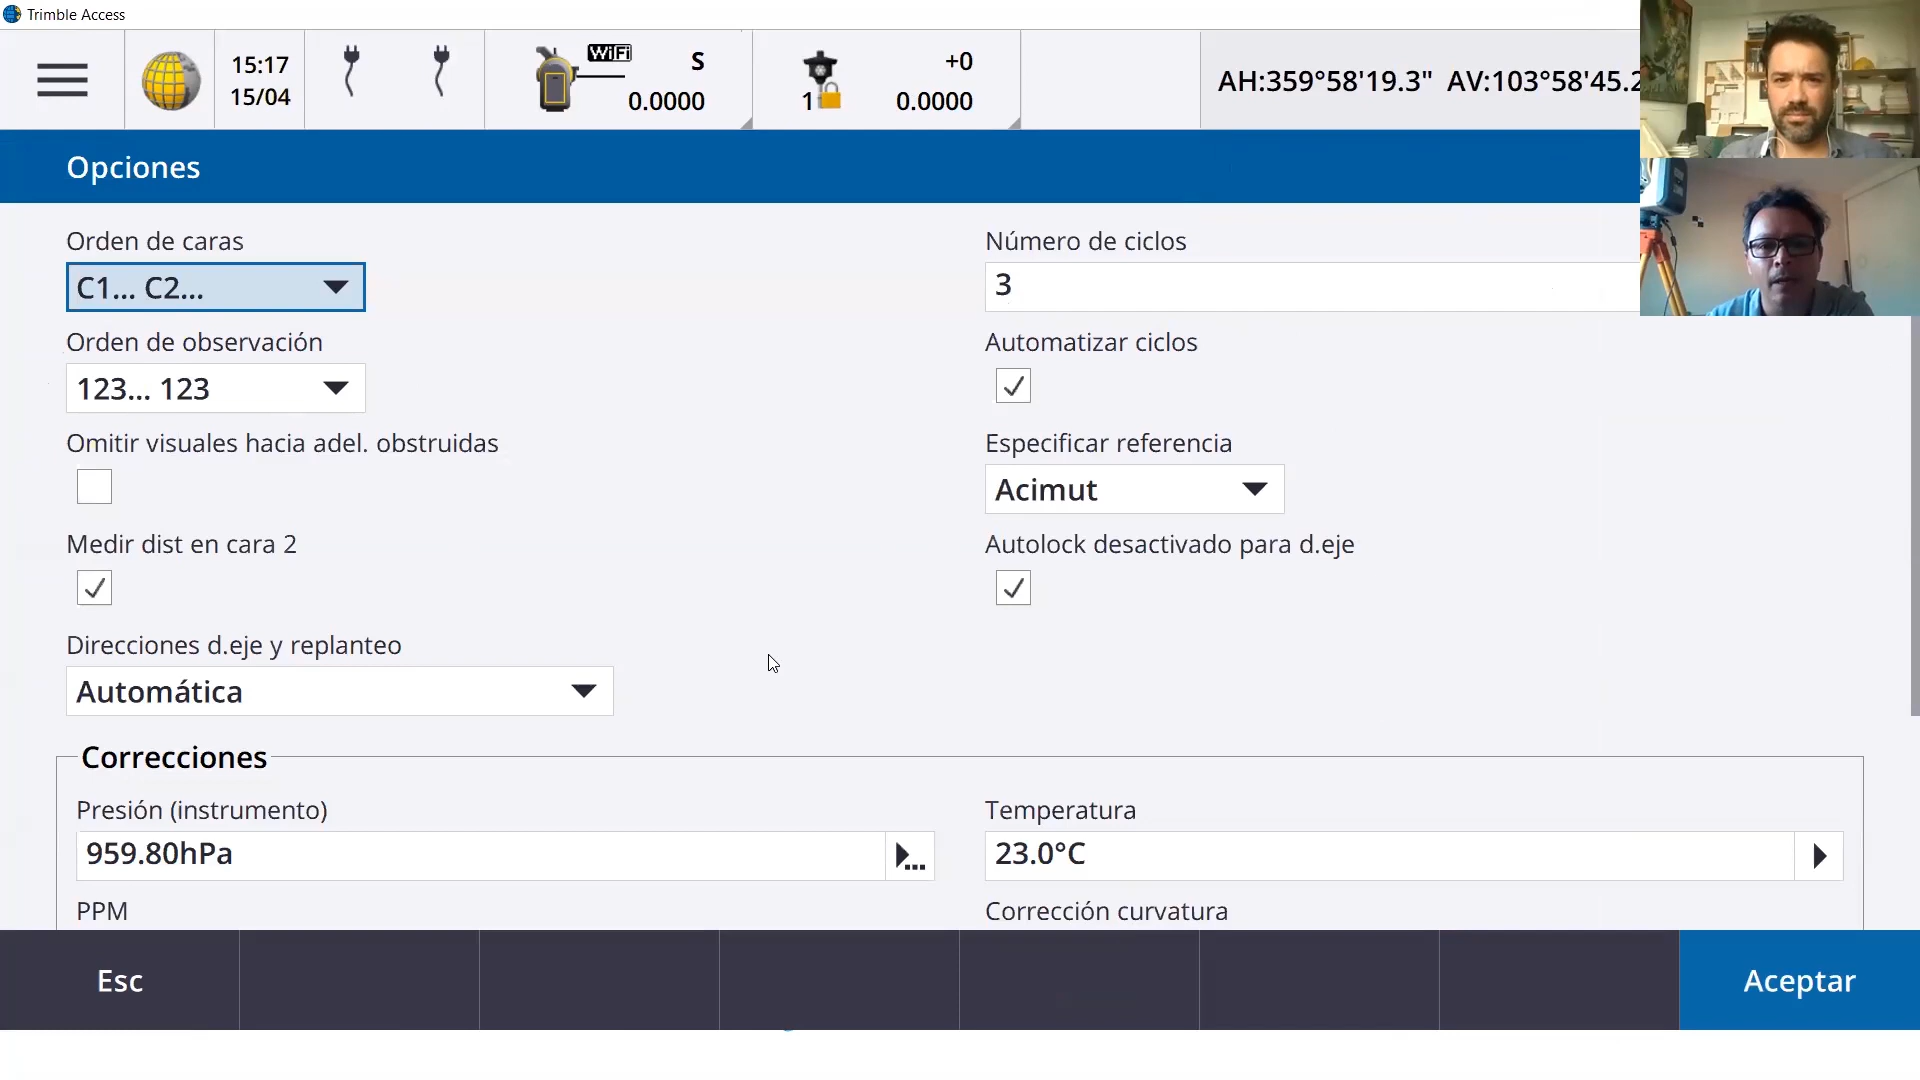 Trimble Access
15:17
15/04
WiFi
S
0.0000
1
+0
0.0000
AH:359°58'19.3" AV:103°58'45.2
Opciones
Orden de caras
C1... C2...
Número de ciclos
3
Orden de observación
123... 123
Automatizar ciclos
Omitir visuales hacia adel. obstruidas
Especificar referencia
Acimut
Medir dist en cara 2
Autolock desactivado para d.eje
Direcciones d.eje y replanteo
Automática
Correcciones
Presión (instrumento)
959.80hPa
Temperatura
23.0°C
PPM
Corrección curvatura
Esc
Aceptar